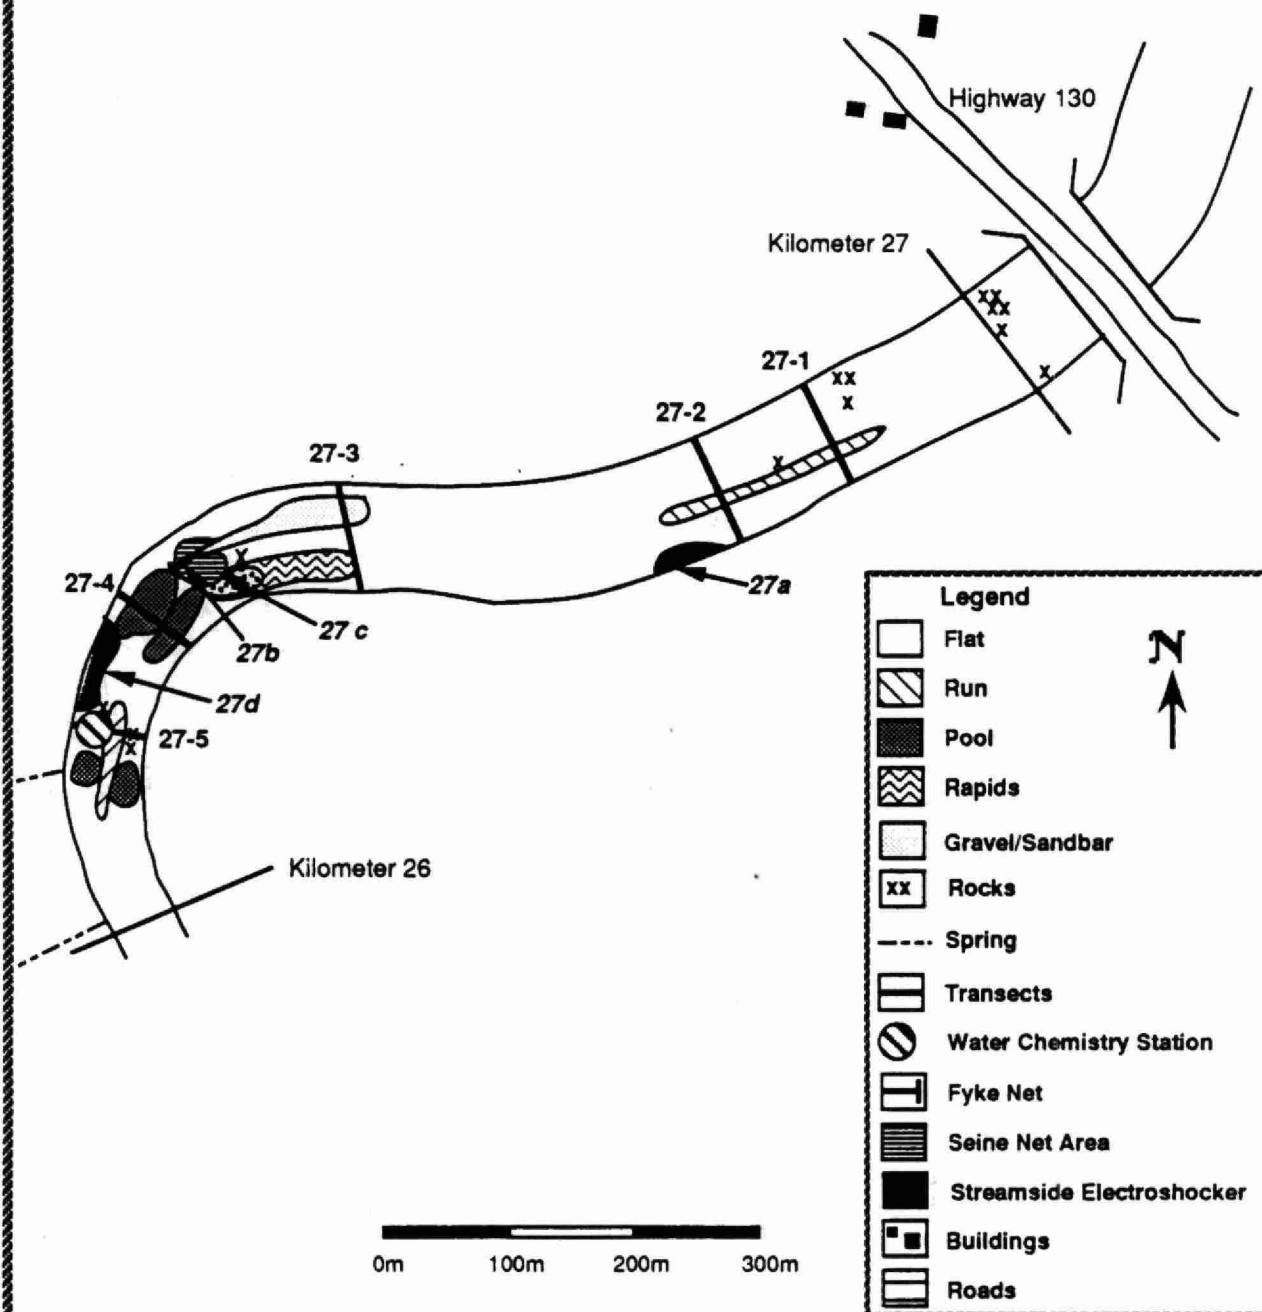 Highway 130
Kilometer 27
27-1
27-2
27-3
27-4
27a
27 c
27b
27d
27-5
Kilometer 26
Legend
N
Flat
Run
Pool
Rapids
Gravel/Sandbar
xx Rocks
Spring
Transects
Water Chemistry Station
Fyke Net
Seine Net Area
Streamside Electroshocker
Buildings
Roads
0m 100m 200m 300m